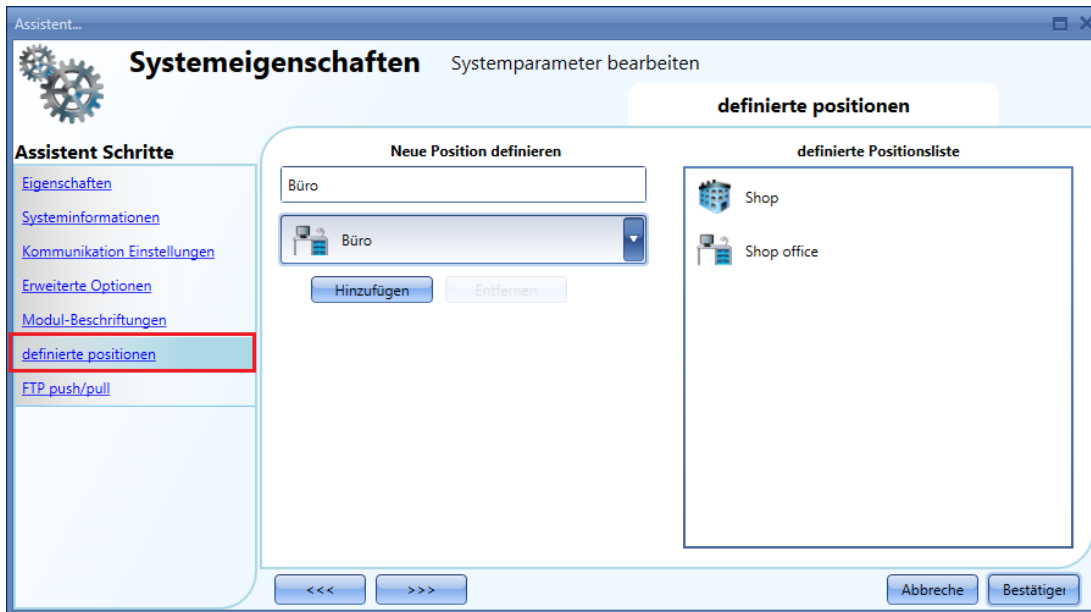 Assistent...
Systemeigenschaften Systemparameter bearbeiten
definierte positionen
Assistent Schritte
Eigenschaften
Systeminformationen
Kommunikation Einstellungen
Erweiterte Optionen
Modul-Beschriftungen
definierte positionen
FTP push/pull
Neue Position definieren
Büro
Büro
Hinzufügen Entfernen
definierte Positionsliste
Shop
Shop office
<<< >>> Abbreche Bestätiger